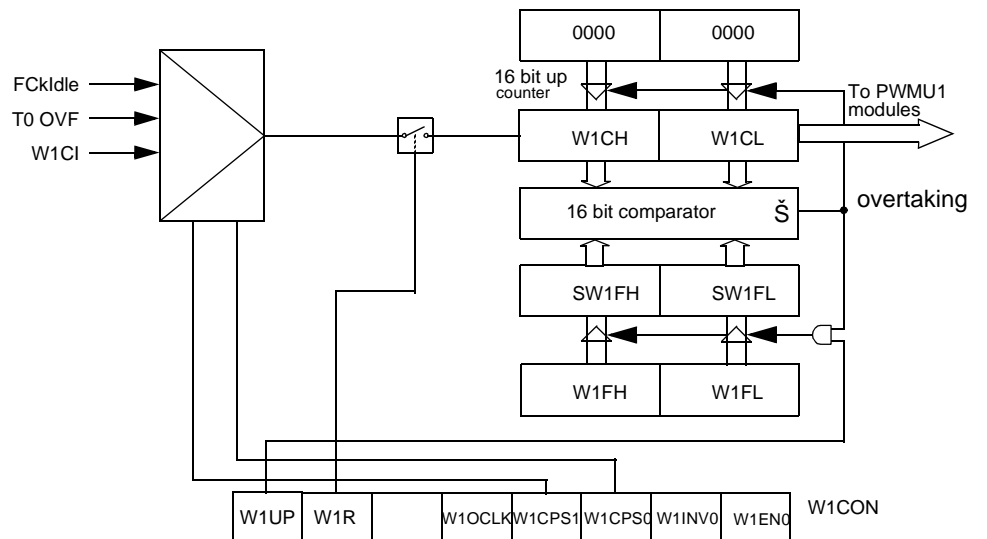 0000 0000
16 bit up
counter
FCkIdle
T0 OVF
W1CI
To PWMU1
modules
W1CH W1CL
16 bit comparator Š
overtaking
SW1FH SW1FL
W1FH W1FL
W1UP W1R W1OCLK W1CPS1 W1CPS0 W1INV0 W1EN0
W1CON